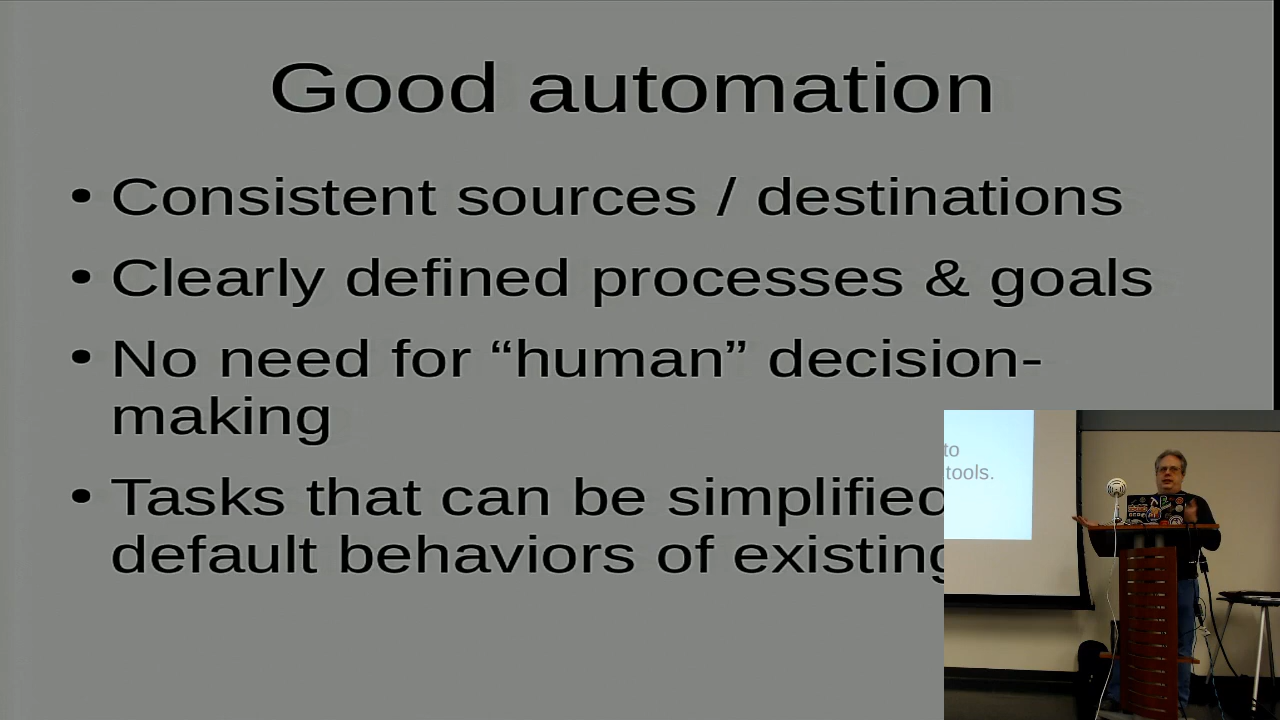 Good automation
• Consistent sources / destinations
• Clearly defined processes & goals
• No need for “human” decision-
making
• Tasks that can be simplified
default behaviors of existing
to
tools.